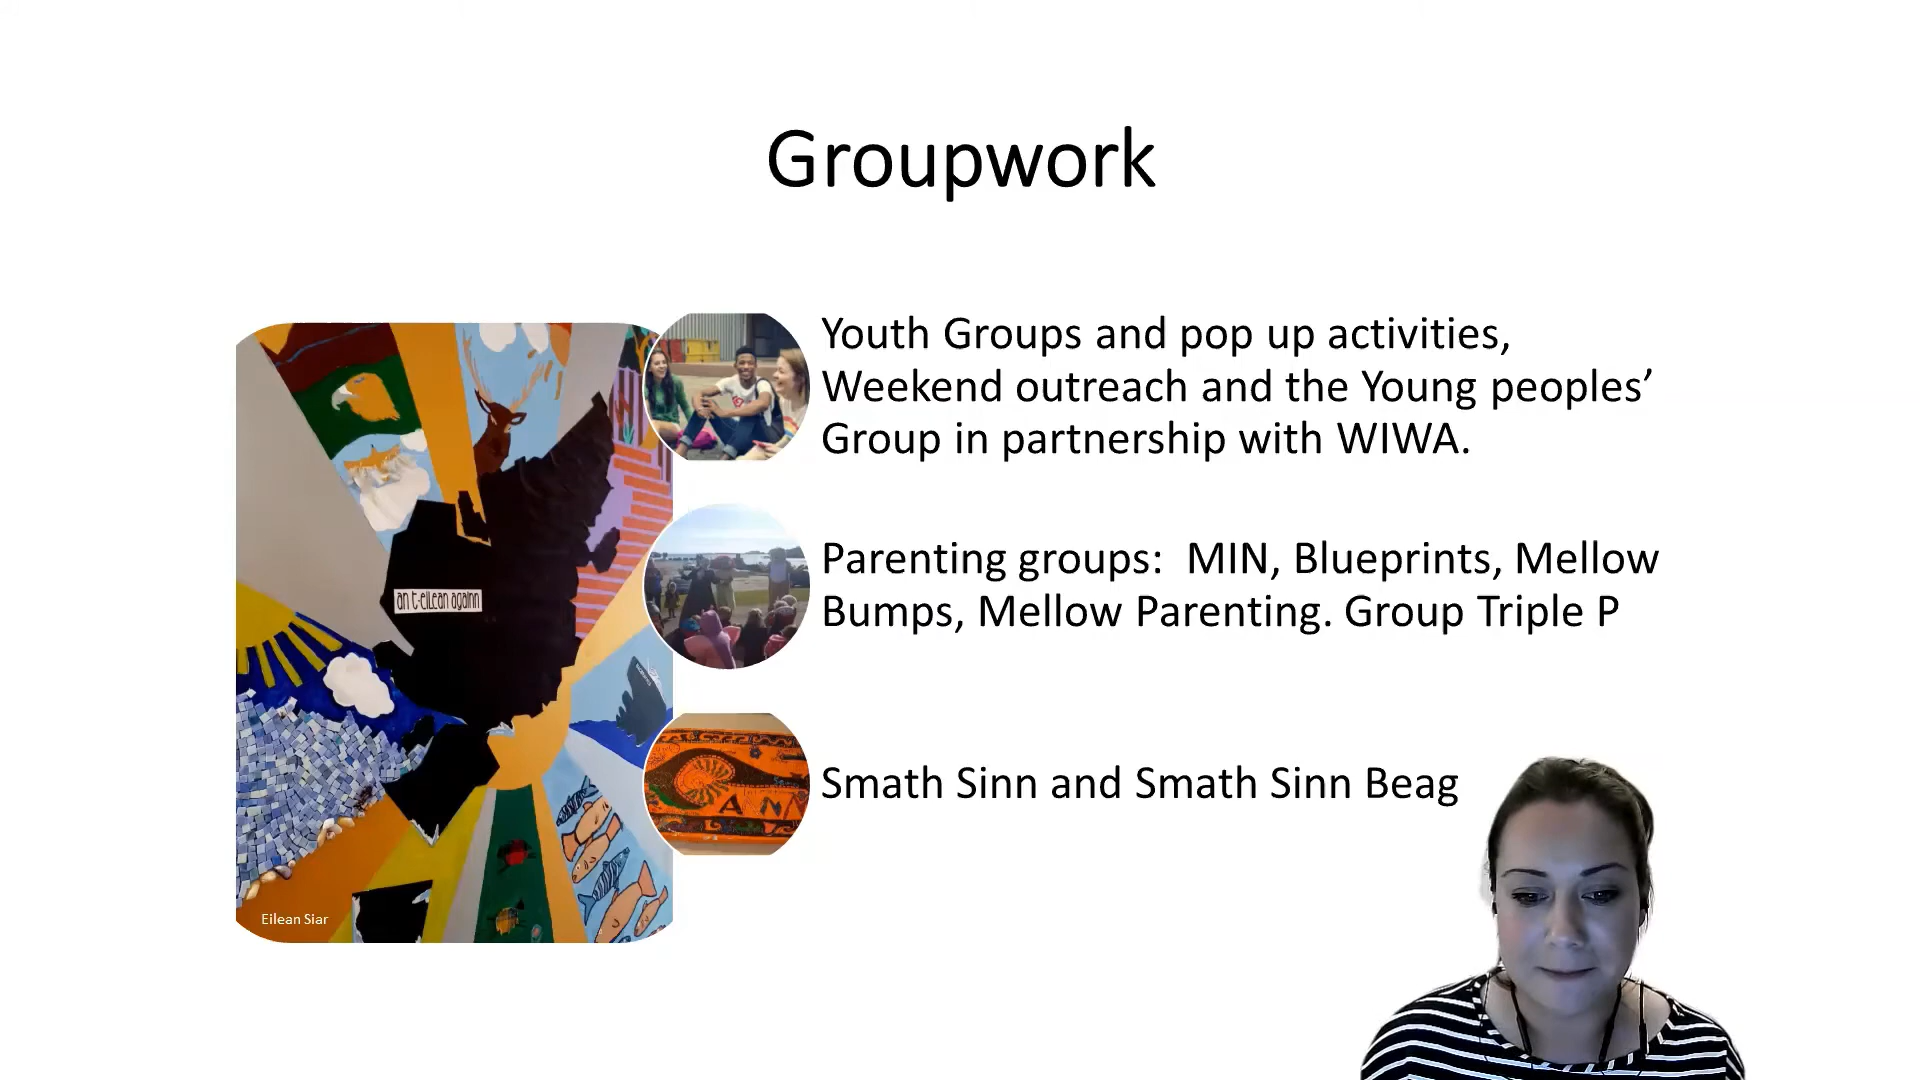 Groupwork
Youth Groups and pop up activities,
Weekend outreach and the Young peoples’
Group in partnership with WIWA.
Parenting groups:  MIN, Blueprints, Mellow
Bumps, Mellow Parenting. Group Triple P
Smath Sinn and Smath Sinn Beag
an t-eilean againn
Eilean Siar